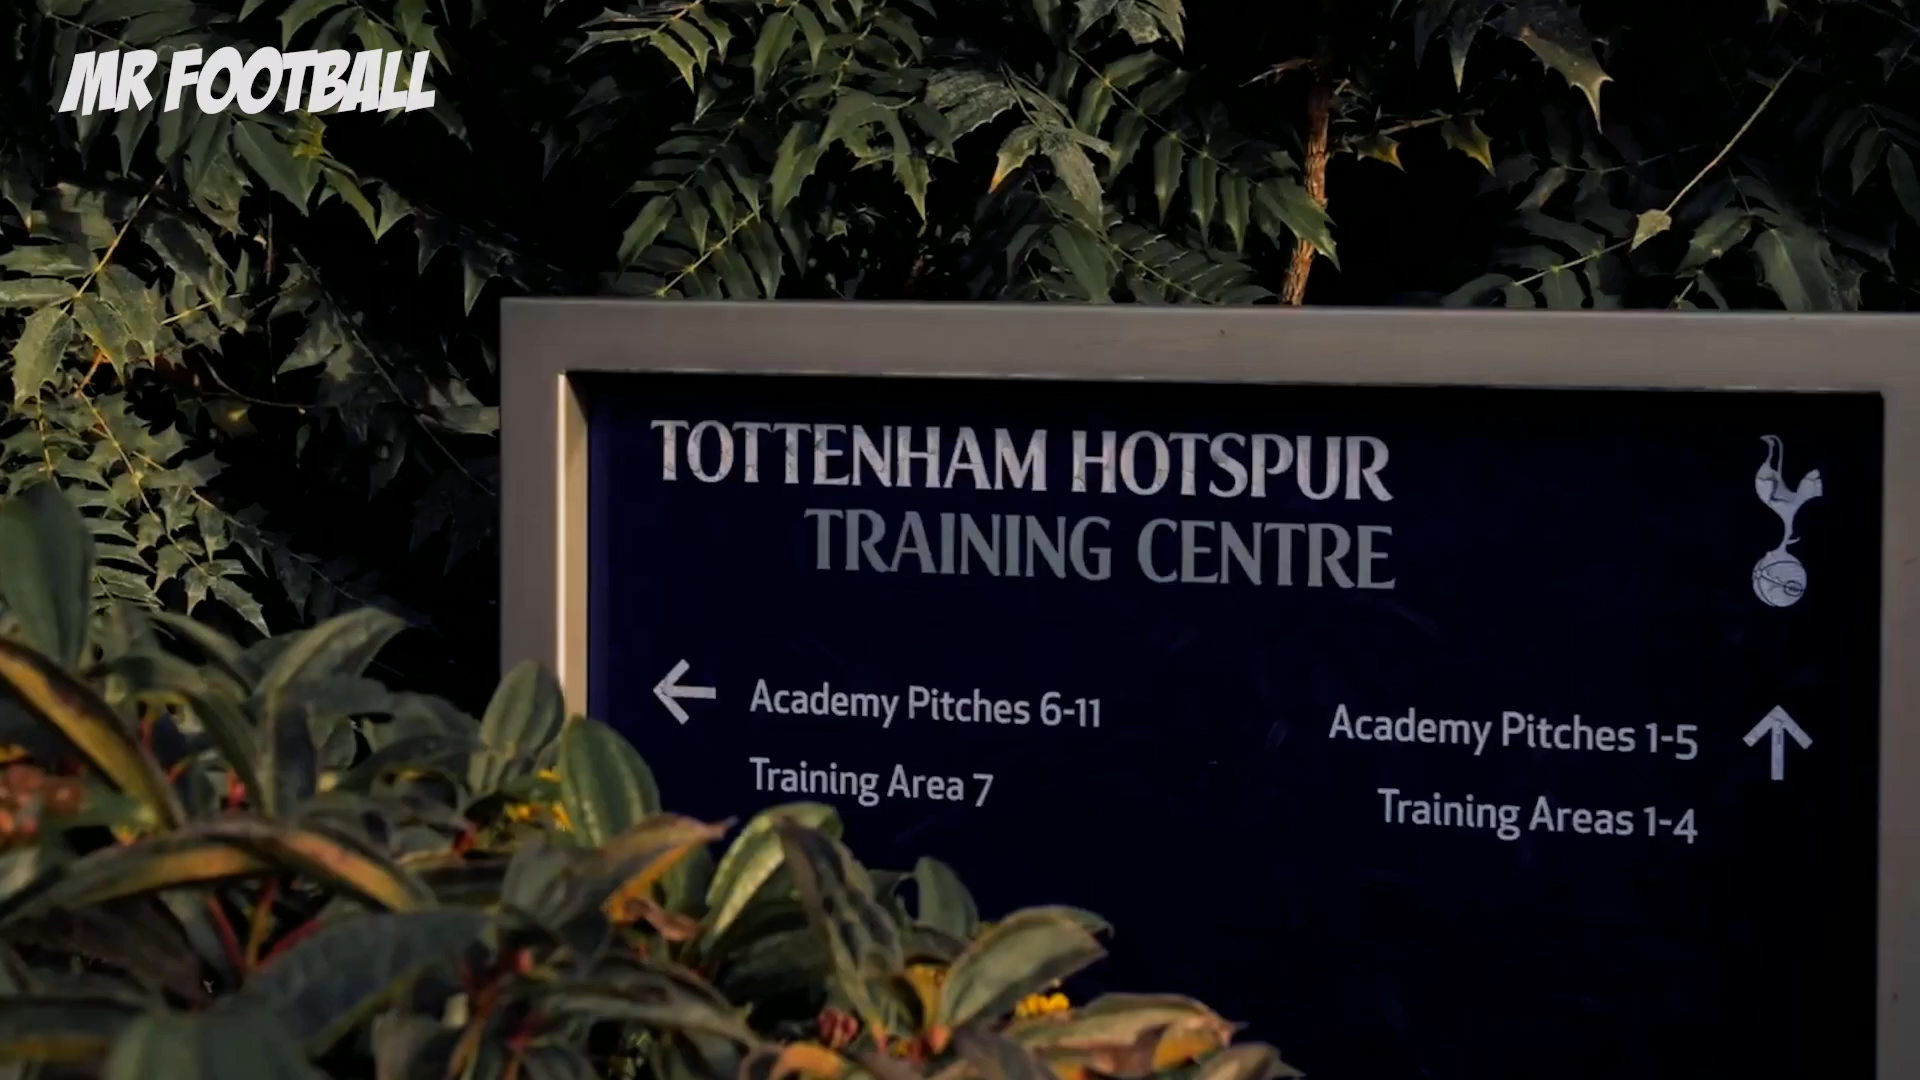 MR FOOTBALL
TOTTENHAM HOTSPUR
TRAINING CENTRE
Academy Pitches 6-11
Training Area 7
Academy Pitches 1-5
Training Areas 1-4